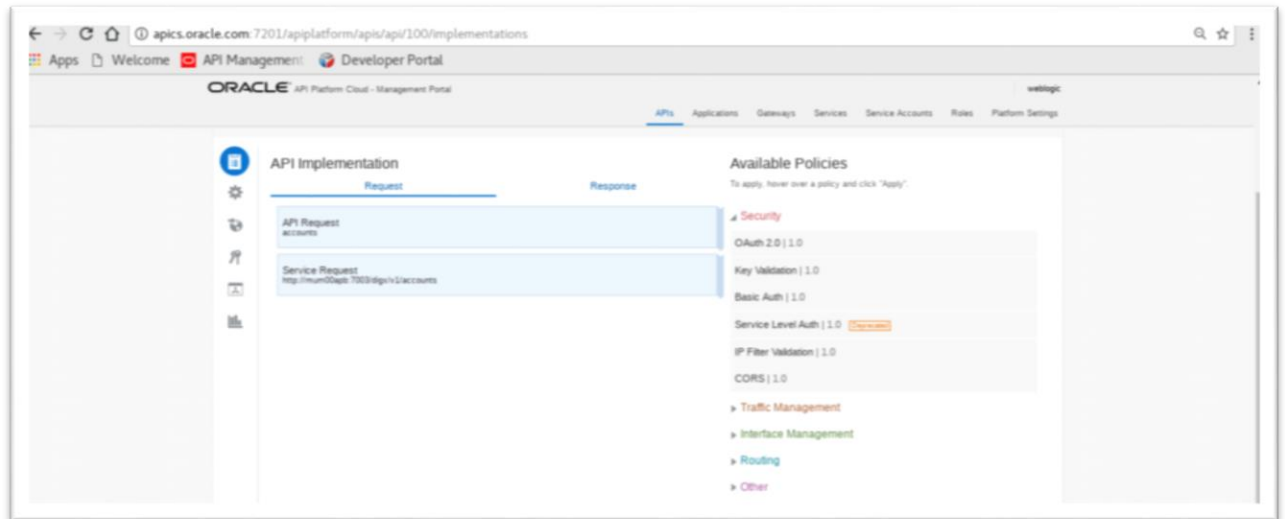 apics.oracle.com:7201/apiplatform/apis/api/100/implementations
Apps Welcome API Management Developer Portal
ORACLE API Platform Cloud - Management Portal
weblogic
APIs Applications Gateways Services Service Accounts Roles Platform Settings
API Implementation
Request Response
API Request
accounts
Service Request
Available Policies
To apply, hover over a policy and click "Apply".
Security
OAuth 2.0 | 1.0
Key Validation | 1.0
Basic Auth | 1.0
Service Level Auth | 1.0 Deprecated
IP Filter Validation | 1.0
CORS | 1.0
Traffic Management
Interface Management
Routing
Other